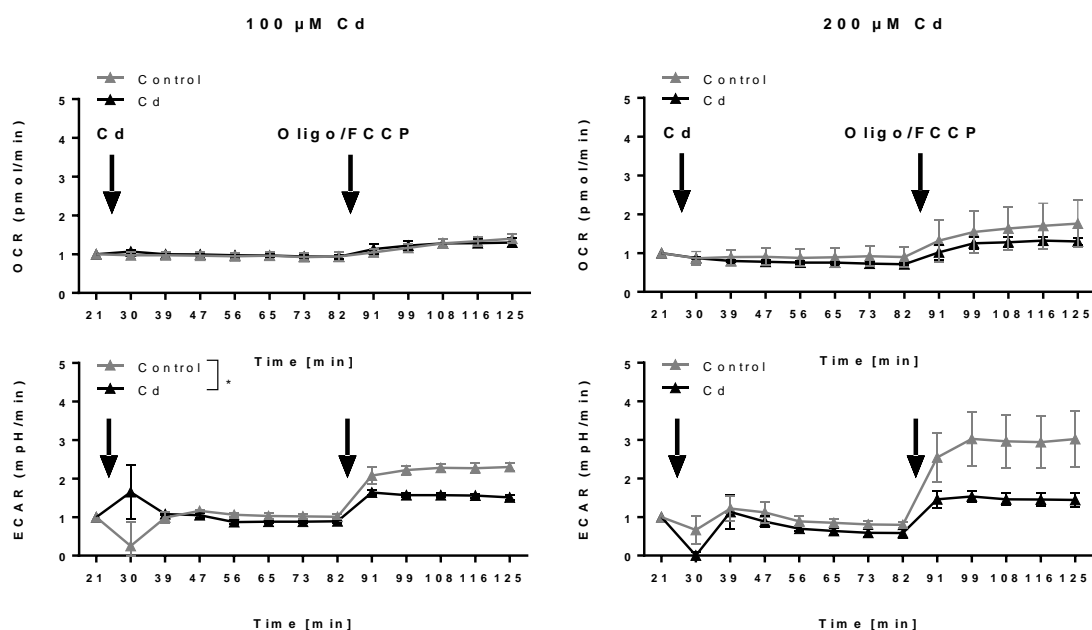 100 µM Cd
Control
Cd
OCR (pmol/min)
5
4
3
2
1
0
Cd
Oligo/FCCP
21 30 39 47 56 65 73 82 91 99 108 116 125
Time [min]
200 µM Cd
Control
Cd
OCR (pmol/min)
5
4
3
2
1
0
Cd
Oligo/FCCP
21 30 39 47 56 65 73 82 91 99 108 116 125
Time [min]
Control
Cd
*
ECAR (mpH/min)
5
4
3
2
1
0
21 30 39 47 56 65 73 82 91 99 108 116 125
Time [min]
Control
Cd
ECAR (mpH/min)
5
4
3
2
1
0
21 30 39 47 56 65 73 82 91 99 108 116 125
Time [min]